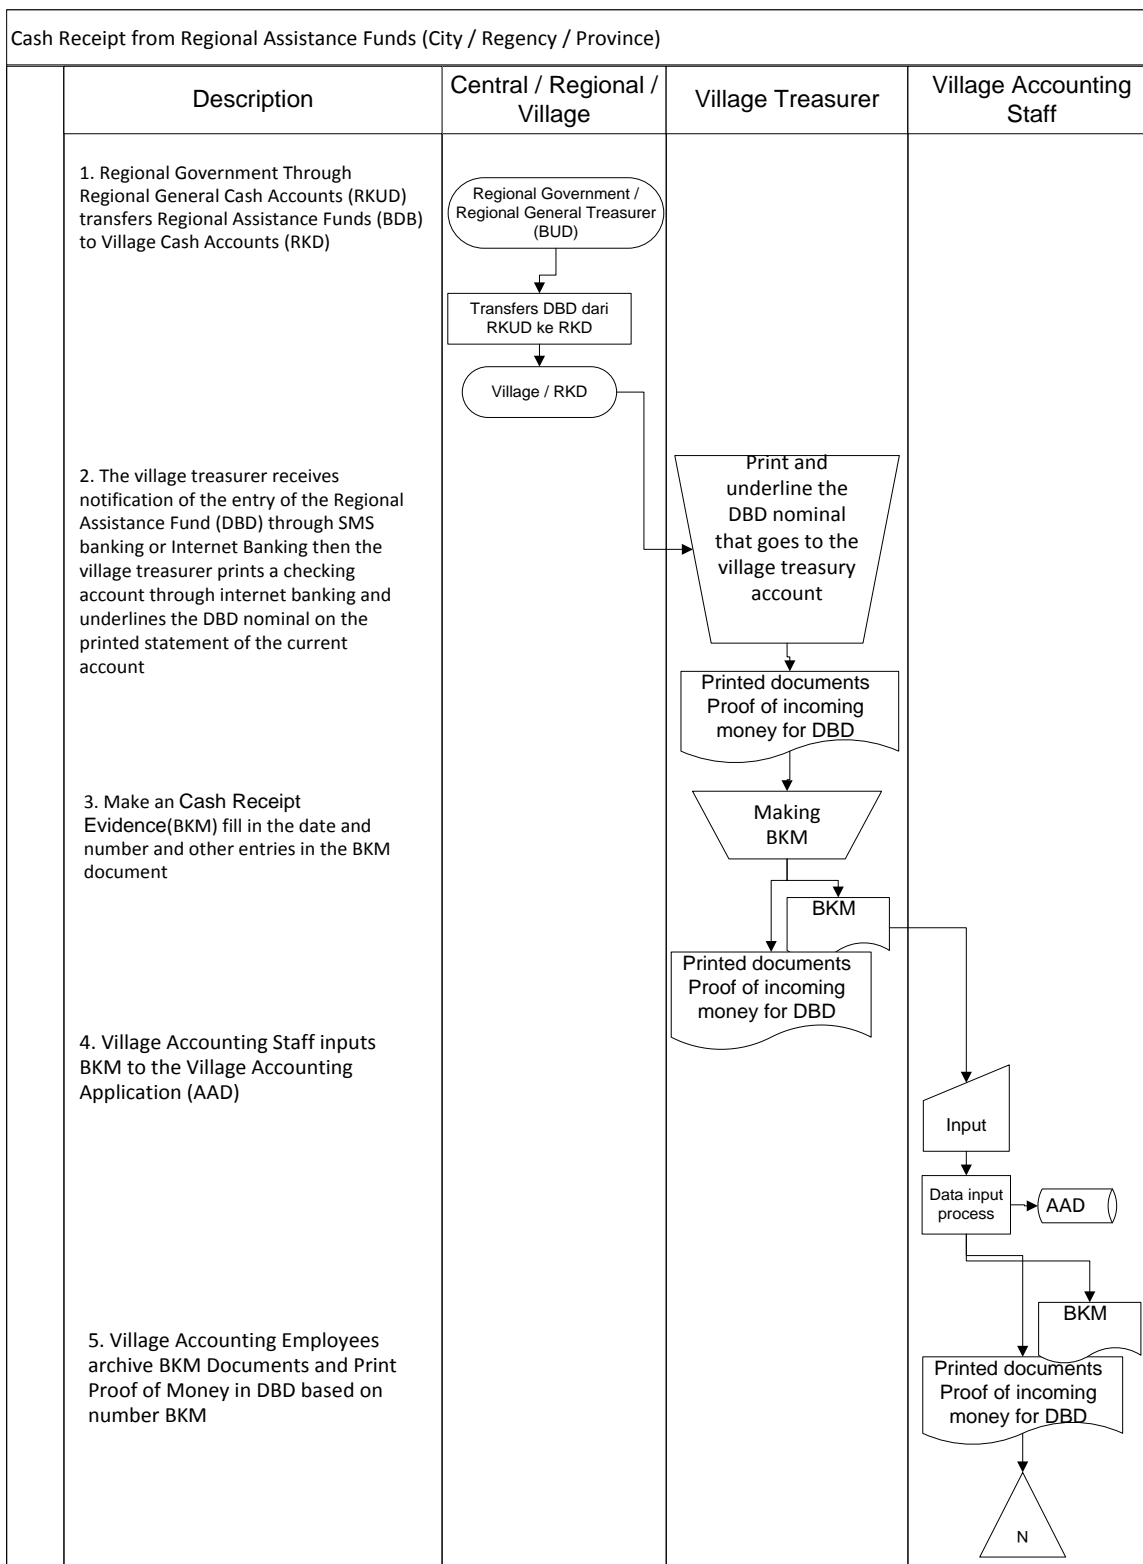 Cash Receipt from Regional Assistance Funds (City / Regency / Province)
Description
Central / Regional /
Village
Village Treasurer
Village Accounting
Staff
1. Regional Government Through
Regional General Cash Accounts (RKUD)
transfers Regional Assistance Funds (BDB)
to Village Cash Accounts (RKD)
Regional Government /
Regional General Treasurer
(BUD)
Transfers DBD dari
RKUD ke RKD
Village / RKD
2. The village treasurer receives
notification of the entry of the Regional
Assistance Fund (DBD) through SMS
banking or Internet Banking then the
village treasurer prints a checking
account through internet banking and
underlines the DBD nominal on the
printed statement of the current
account
Print and
underline the
DBD nominal
that goes to the
village treasury
account
Printed documents
Proof of incoming
money for DBD
3. Make an Cash Receipt
Evidence(BKM) fill in the date and
number and other entries in the BKM
document
Making
BKM
BKM
Printed documents
Proof of incoming
money for DBD
4. Village Accounting Staff inputs
BKM to the Village Accounting
Application (AAD)
Input
Data input
process
AAD
BKM
5. Village Accounting Employees
archive BKM Documents and Print
Proof of Money in DBD based on
number BKM
Printed documents
Proof of incoming
money for DBD
N